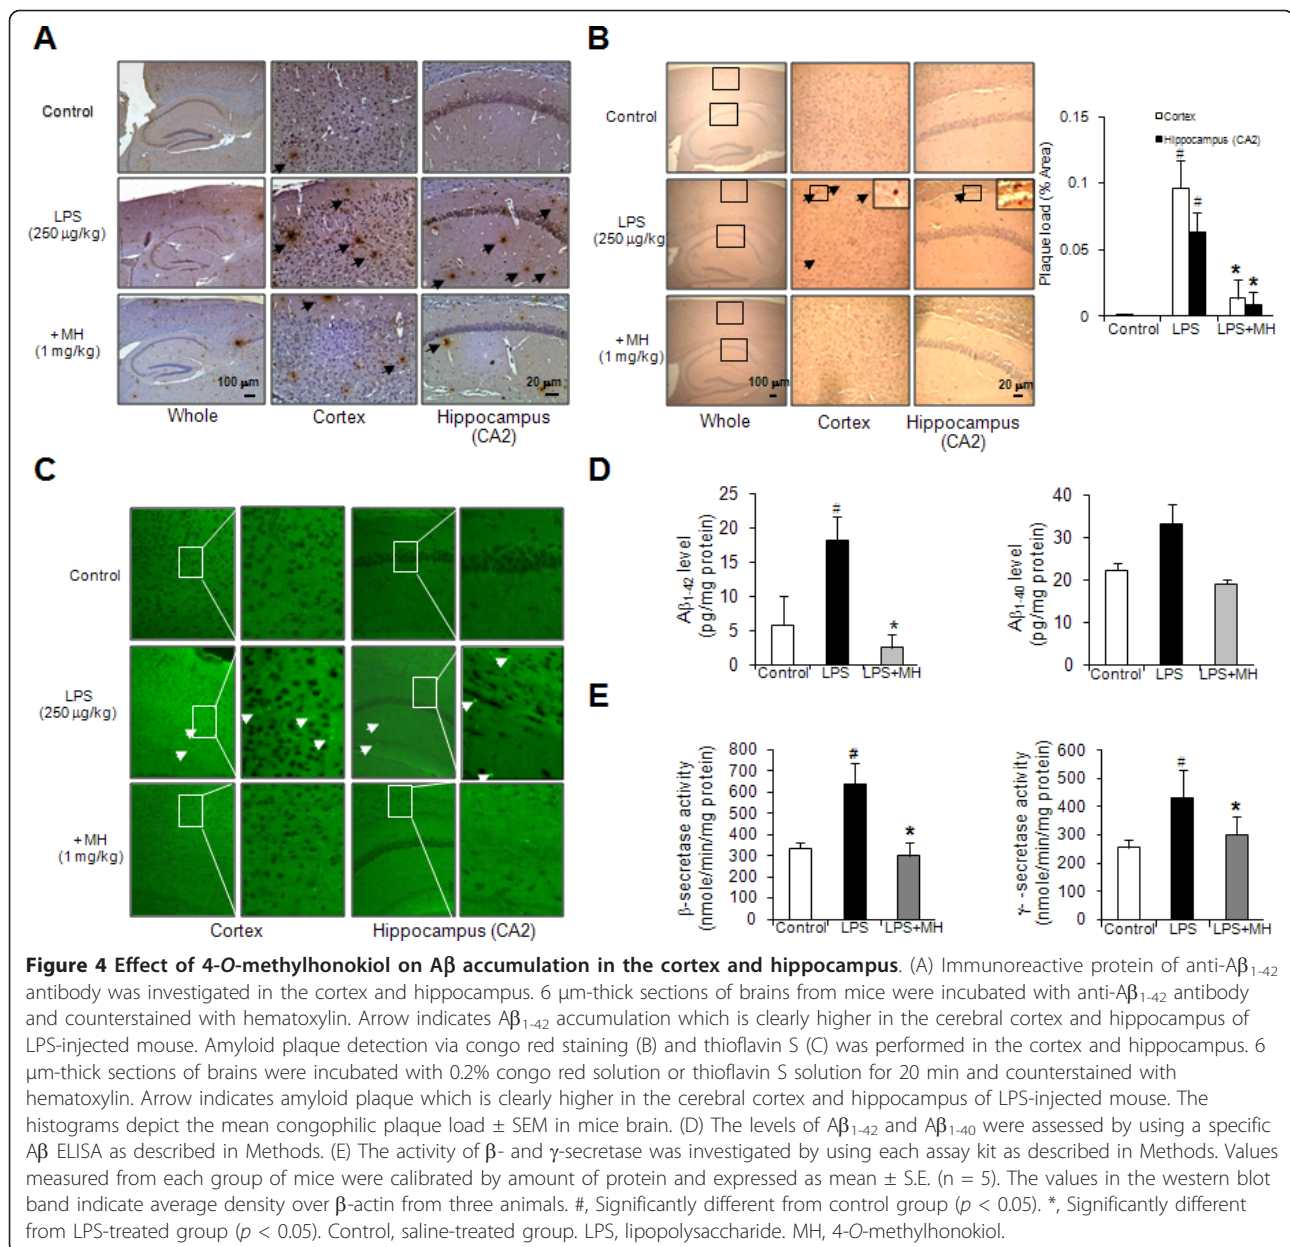 A
Control
LPS
(250 µg/kg)
+ MH
(1 mg/kg)
100 µm
20 µm
Whole
Cortex
Hippocampus
(CA2)
B
Control
LPS
(250 µg/kg)
+ MH
(1 mg/kg)
100 µm
20 µm
Whole
Cortex
Hippocampus
(CA2)
Plaque load (% Area)
0.15
0.1
0.05
0
Cortex
Hippocampus (CA2)
#
#
*
*
Control
LPS
LPS+MH
C
Control
LPS
(250 µg/kg)
+ MH
(1 mg/kg)
Cortex
Hippocampus (CA2)
D
Aβ1-42 level
(pg/mg protein)
25
20
15
10
5
0
#
*
Control
LPS
LPS+MH
Aβ1-40 level
(pg/mg protein)
40
30
20
10
0
Control
LPS
LPS+MH
E
β-secretase activity
(nmole/min/mg protein)
800
700
600
500
400
300
200
100
0
#
*
Control
LPS
LPS+MH
γ- -secretase activity
(nmole/min/mg protein)
600
500
400
300
200
100
0
#
*
Control
LPS
LPS+MH
Figure 4 Effect of 4-O-methylhonokiol on Aβ accumulation in the cortex and hippocampus. (A) Immunoreactive protein of anti-Aβ1-42
antibody was investigated in the cortex and hippocampus. 6 μm-thick sections of brains from mice were incubated with anti-Aβ1-42 antibody
and counterstained with hematoxylin. Arrow indicates Aβ1-42 accumulation which is clearly higher in the cerebral cortex and hippocampus of
LPS-injected mouse. Amyloid plaque detection via congo red staining (B) and thioflavin S (C) was performed in the cortex and hippocampus. 6
μm-thick sections of brains were incubated with 0.2% congo red solution or thioflavin S solution for 20 min and counterstained with
hematoxylin. Arrow indicates amyloid plaque which is clearly higher in the cerebral cortex and hippocampus of LPS-injected mouse. The
histograms depict the mean congophilic plaque load ± SEM in mice brain. (D) The levels of Aβ1-42 and Aβ1-40 were assessed by using a specific
Aβ ELISA as described in Methods. (E) The activity of β- and γ-secretase was investigated by using each assay kit as described in Methods. Values
measured from each group of mice were calibrated by amount of protein and expressed as mean ± S.E. (n = 5). The values in the western blot
band indicate average density over β-actin from three animals. #, Significantly different from control group (p < 0.05). *, Significantly different
from LPS-treated group (p < 0.05). Control, saline-treated group. LPS, lipopolysaccharide. MH, 4-O-methylhonokiol.